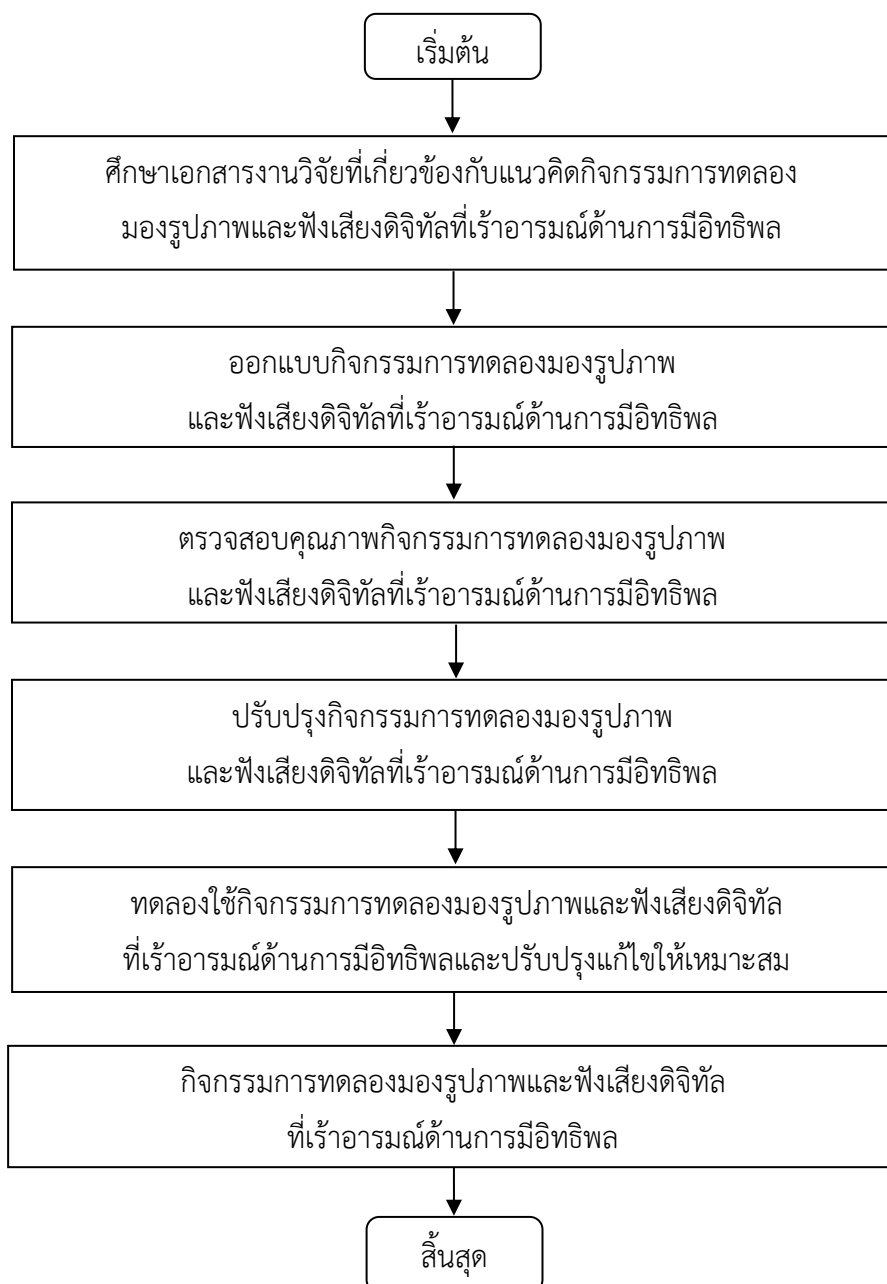 เริ่มต้น
ศึกษาเอกสารงานวิจัยที่เกี่ยวข้องกับแนวคิดกิจกรรมการทดลอง
มองรูปภาพและฟังเสียงดิจิทัลที่เร้าอารมณ์ด้านการมีอิทธิพล
ออกแบบกิจกรรมการทดลองมองรูปภาพ
และฟังเสียงดิจิทัลที่เร้าอารมณ์ด้านการมีอิทธิพล
ตรวจสอบคุณภาพกิจกรรมการทดลองมองรูปภาพ
และฟังเสียงดิจิทัลที่เร้าอารมณ์ด้านการมีอิทธิพล
ปรับปรุงกิจกรรมการทดลองมองรูปภาพ
และฟังเสียงดิจิทัลที่เร้าอารมณ์ด้านการมีอิทธิพล
ทดลองใช้กิจกรรมการทดลองมองรูปภาพและฟังเสียงดิจิทัล
ที่เร้าอารมณ์ด้านการมีอิทธิพลและปรับปรุงแก้ไขให้เหมาะสม
กิจกรรมการทดลองมองรูปภาพและฟังเสียงดิจิทัล
ที่เร้าอารมณ์ด้านการมีอิทธิพล
สิ้นสุด